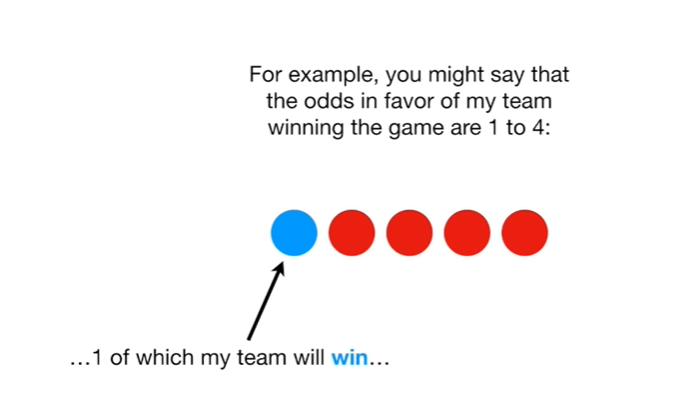 For example, you might say that
the odds in favor of my team
winning the game are 1 to 4:
…1 of which my team will win…